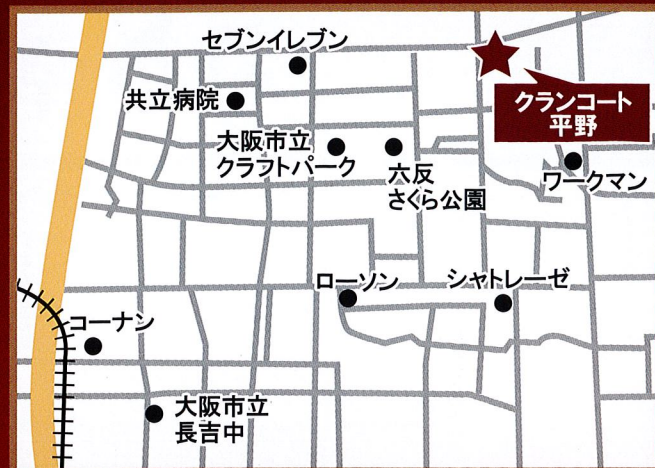 セブンイレブン
共立病院
クランコート
平野
大阪市立
クラフトパーク
六反
さくら公園
ワークマン
ローソン
シャトレーゼ
コーナン
大阪市立
長吉中